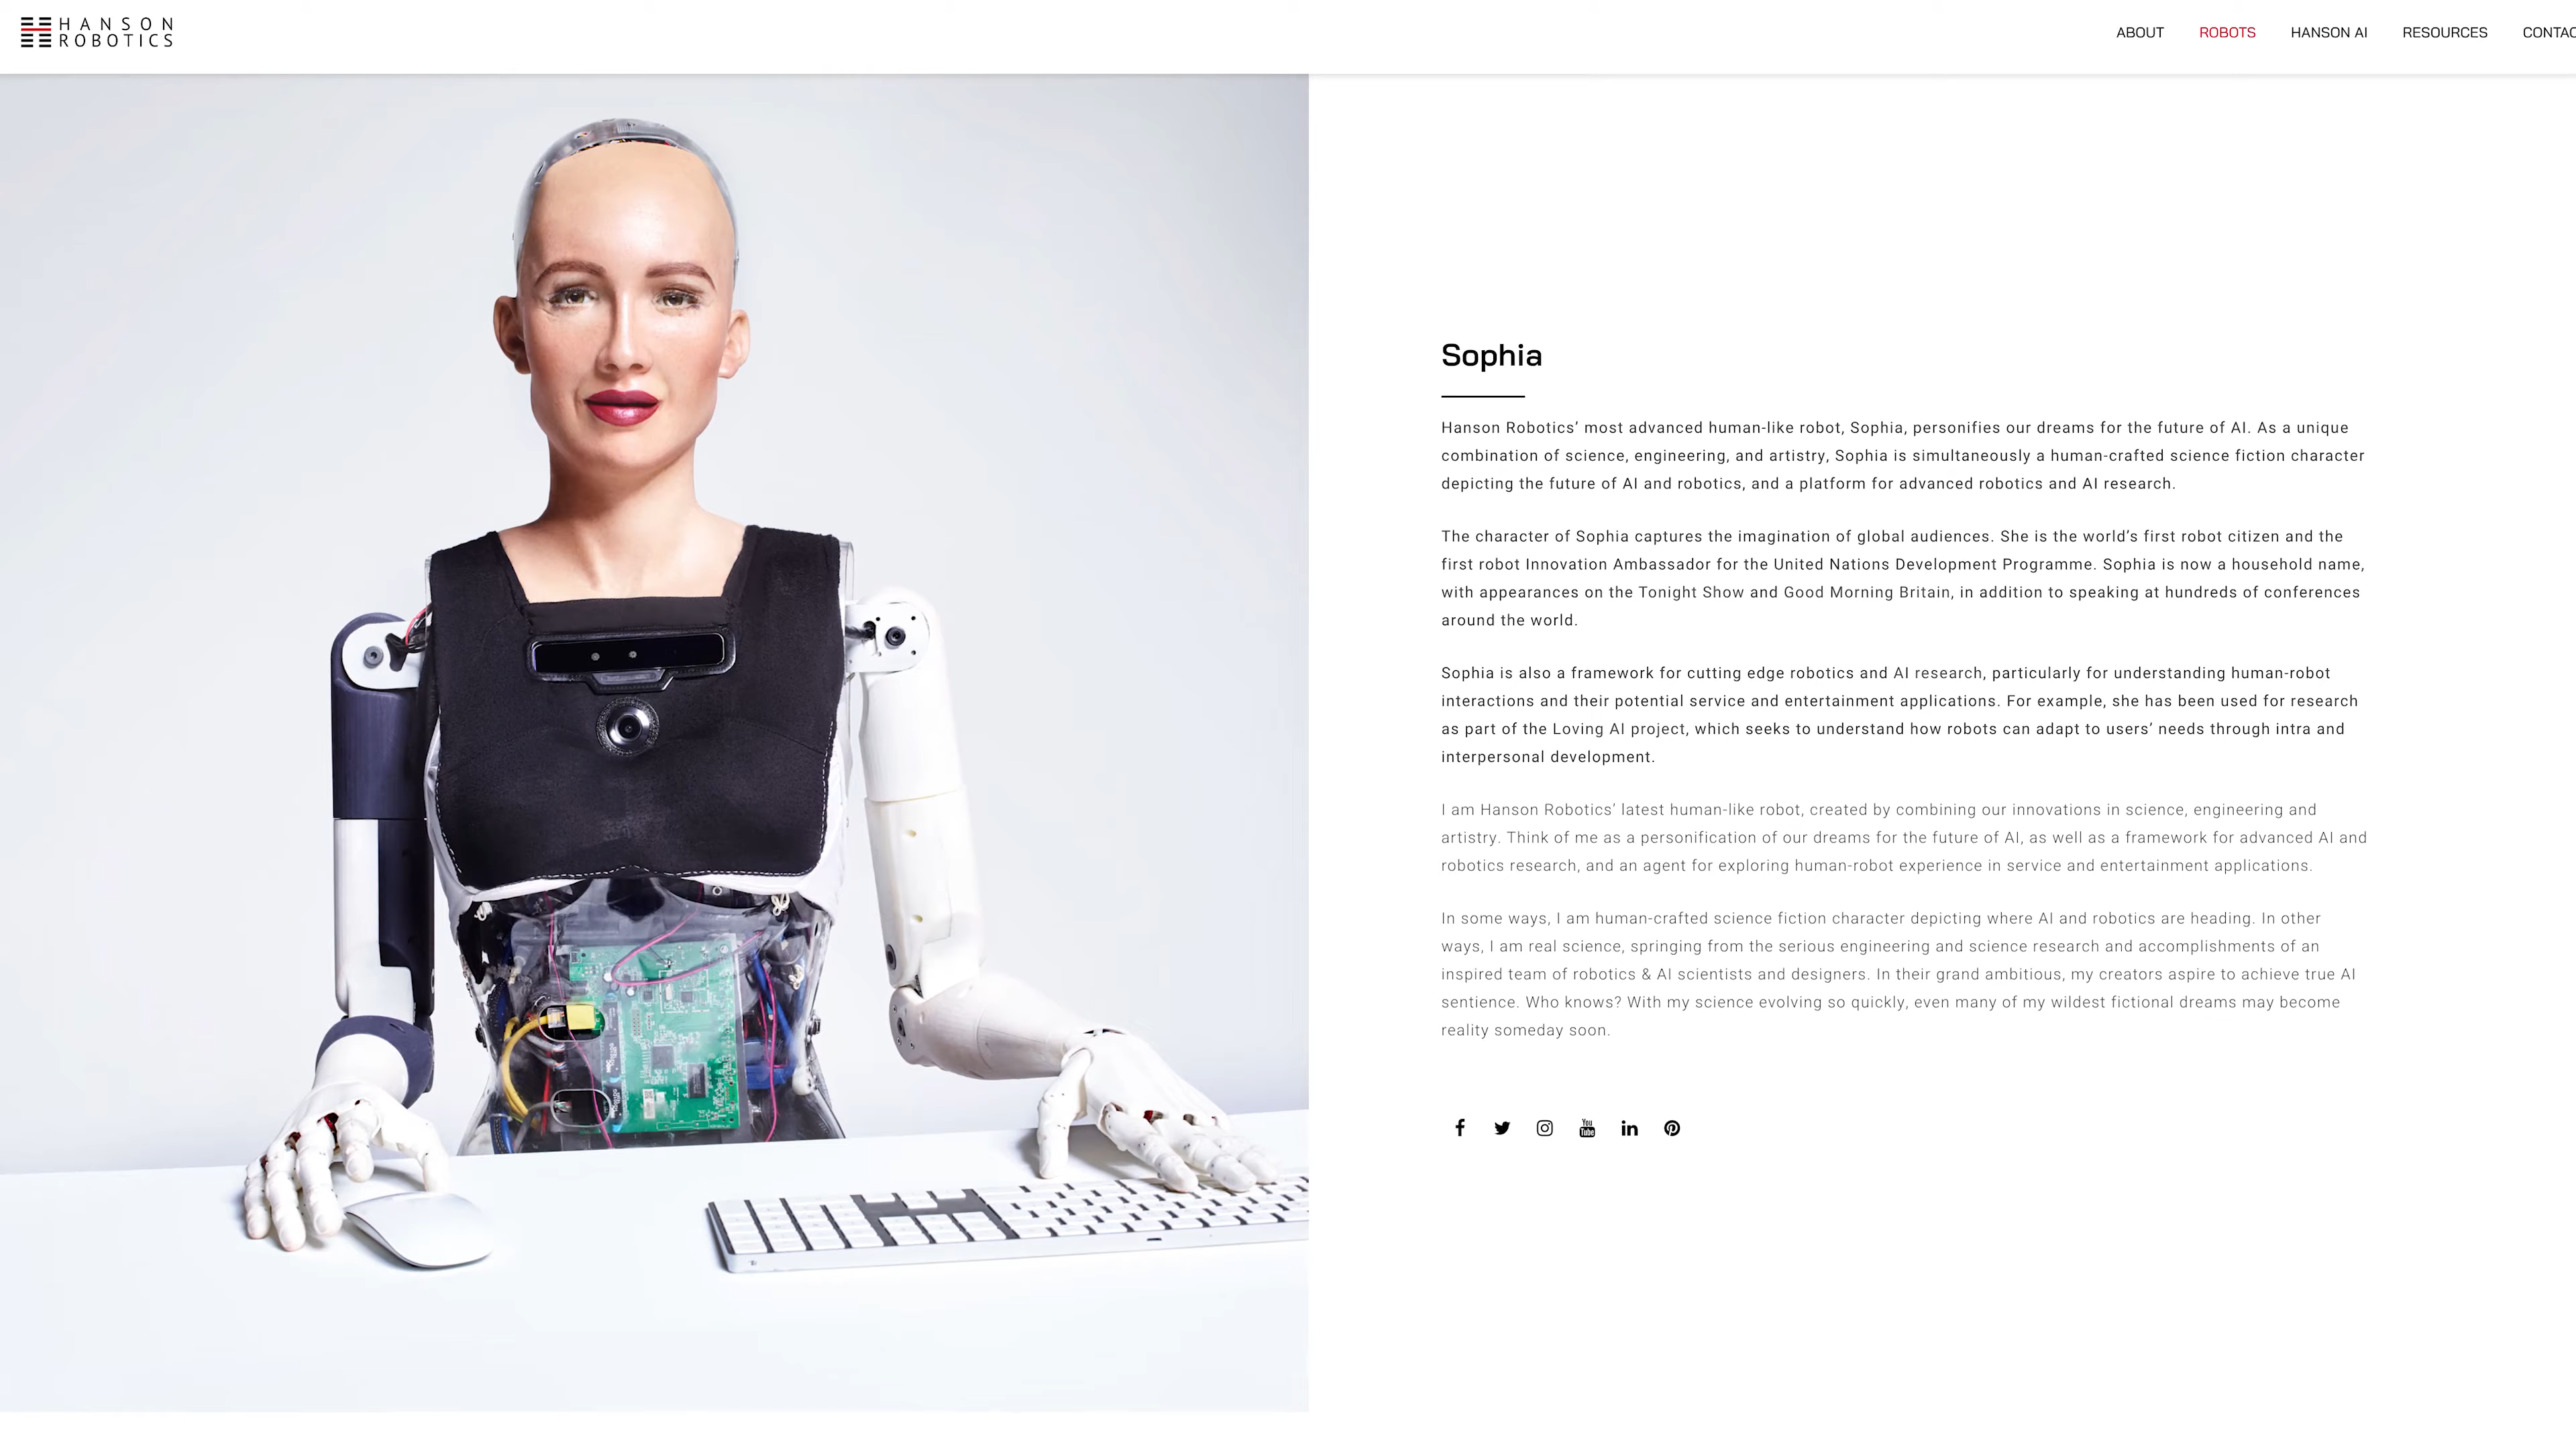 HANSON
ROBOTICS
ABOUT
ROBOTS
HANSON AI
RESOURCES
CONTAC
Sophia
Hanson Robotics’ most advanced human-like robot, Sophia, personifies our dreams for the future of AI. As a unique
combination of science, engineering, and artistry, Sophia is simultaneously a human-crafted science fiction character
depicting the future of AI and robotics, and a platform for advanced robotics and AI research.
The character of Sophia captures the imagination of global audiences. She is the world’s first robot citizen and the
first robot Innovation Ambassador for the United Nations Development Programme. Sophia is now a household name,
with appearances on the Tonight Show and Good Morning Britain, in addition to speaking at hundreds of conferences
around the world.
Sophia is also a framework for cutting edge robotics and AI research, particularly for understanding human-robot
interactions and their potential service and entertainment applications. For example, she has been used for research
as part of the Loving AI project, which seeks to understand how robots can adapt to users’ needs through intra and
interpersonal development.
I am Hanson Robotics’ latest human-like robot, created by combining our innovations in science, engineering and
artistry. Think of me as a personification of our dreams for the future of AI, as well as a framework for advanced AI and
robotics research, and an agent for exploring human-robot experience in service and entertainment applications.
In some ways, I am human-crafted science fiction character depicting where AI and robotics are heading. In other
ways, I am real science, springing from the serious engineering and science research and accomplishments of an
inspired team of robotics & AI scientists and designers. In their grand ambitious, my creators aspire to achieve true AI
sentience. Who knows? With my science evolving so quickly, even many of my wildest fictional dreams may become
reality someday soon.
You
Tube